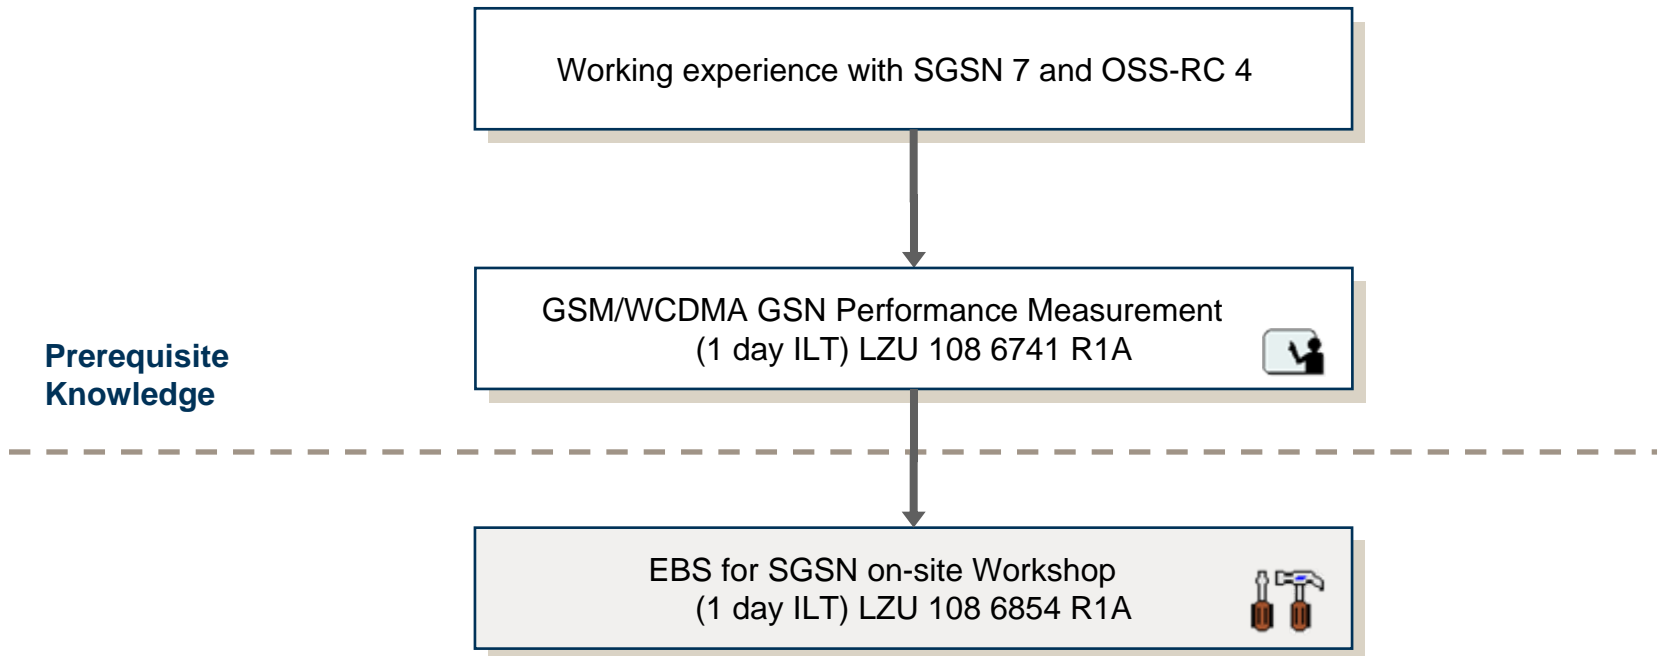 Working experience with SGSN 7 and OSS-RC 4
GSM/WCDMA GSN Performance Measurement
(1 day ILT) LZU 108 6741 R1A
Prerequisite
Knowledge
EBS for SGSN on-site Workshop
(1 day ILT) LZU 108 6854 R1A